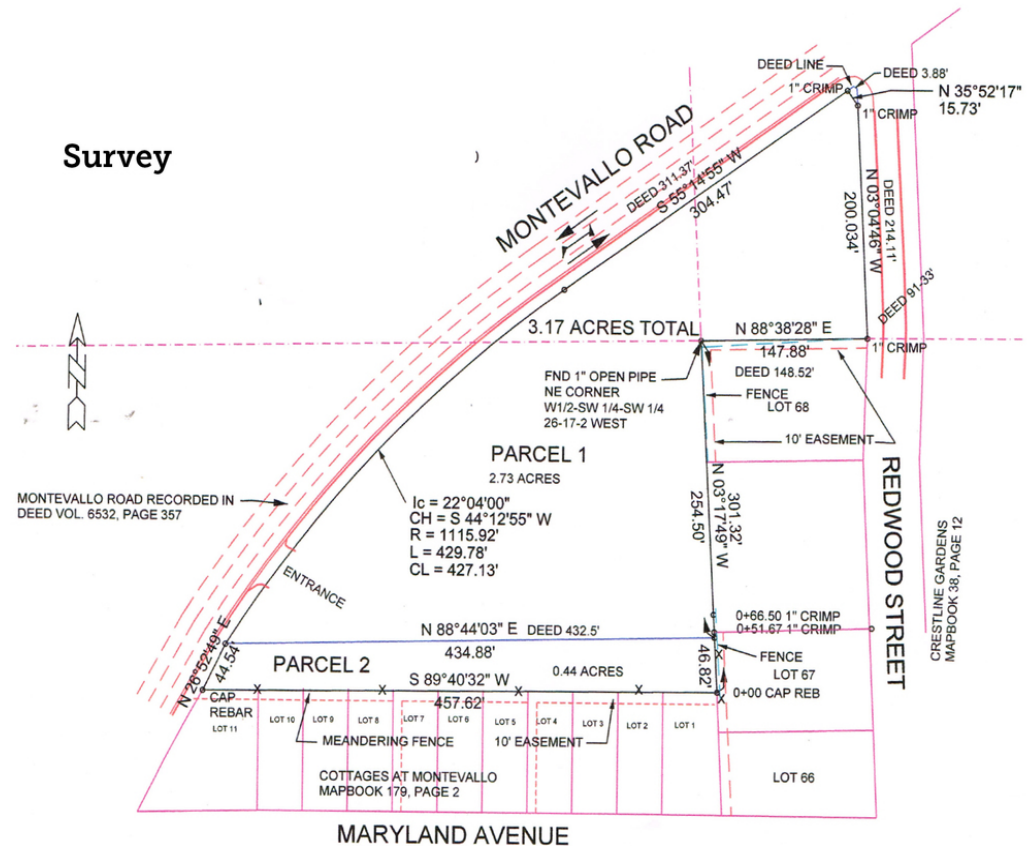 Survey
)
MONTEVALLO ROAD
DEED LINE
DEED 3.88'
1" CRIMP
N 35°52'17"
15.73'
1" CRIMP
DEED 311.37'
S 55°14'55" W
304.47'
N 03°04'46" W
200.034'
DEED 214.11'
DEED 91-33'
3.17 ACRES TOTAL
N 88°38'28" E
147.88'
DEED 148.52'
1" CRIMP
N
FND 1" OPEN PIPE
NE CORNER
W1/2-SW 1/4-SW 1/4
26-17-2 WEST
FENCE
LOT 68
10' EASEMENT
PARCEL 1
2.73 ACRES
MONTEVALLO ROAD RECORDED IN
DEED VOL. 6532, PAGE 357
Ic = 22°04'00"
CH = S 44°12'55" W
R = 1115.92'
L = 429.78'
CL = 427.13'
301.32'
N 03°17'49" W
254.50'
REDWOOD STREET
CRESTLINE GARDENS
MAPBOOK 38, PAGE 12
ENTRANCE
0+66.50 1" CRIMP
0+51.67 1" CRIMP
N 88°44'03" E
DEED 432.5'
434.88'
N 26°52'49" E
44.54'
PARCEL 2
0.44 ACRES
46.82'
FENCE
LOT 67
S 89°40'32" W
457.62'
0+00 CAP REB
X X X X X X
CAP
REBAR
LOT 11
LOT 10
LOT 9
LOT 8
LOT 7
LOT 6
LOT 5
LOT 4
LOT 3
LOT 2
LOT 1
MEANDERING FENCE
10' EASEMENT
COTTAGES AT MONTEVALLO
MAPBOOK 179, PAGE 2
LOT 66
MARYLAND AVENUE